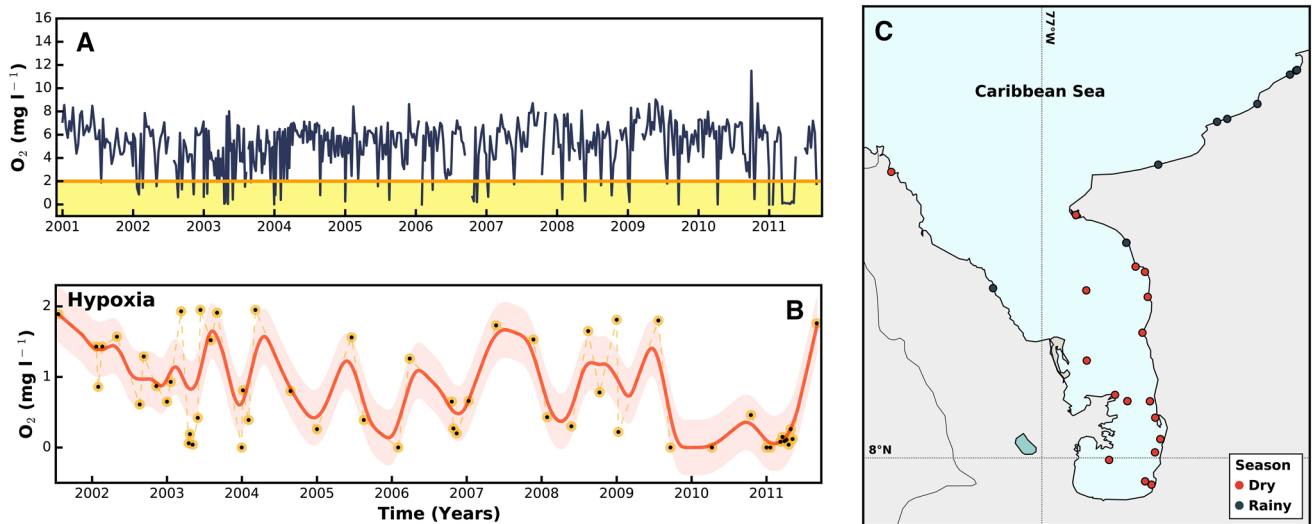 A
O₂ (mg l⁻¹)
16
14
12
10
8
6
4
2
0
2001 2002 2003 2004 2005 2006 2007 2008 2009 2010 2011
Hypoxia
B
O₂ (mg l⁻¹)
2
1
0
2002 2003 2004 2005 2006 2007 2008 2009 2010 2011
Time (Years)
C
77°W
Caribbean Sea
8°N
Season
Dry
Rainy